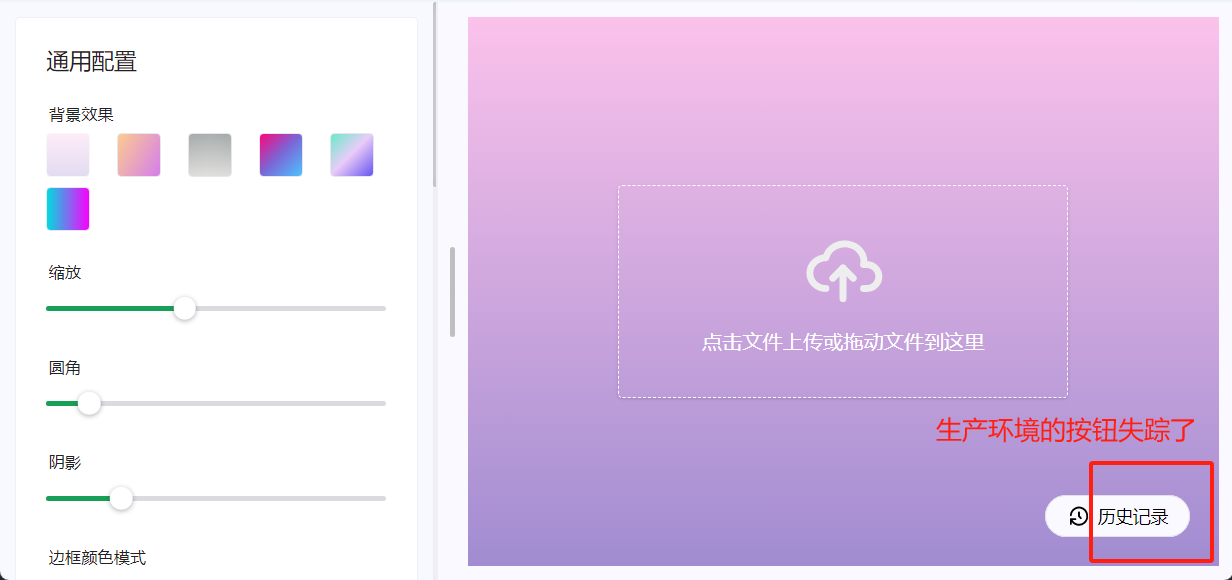 通用配置
背景效果
缩放
圆角
阴影
边框颜色模式
点击文件上传或拖动文件到这里
生产环境的按钮失踪了
历史记录